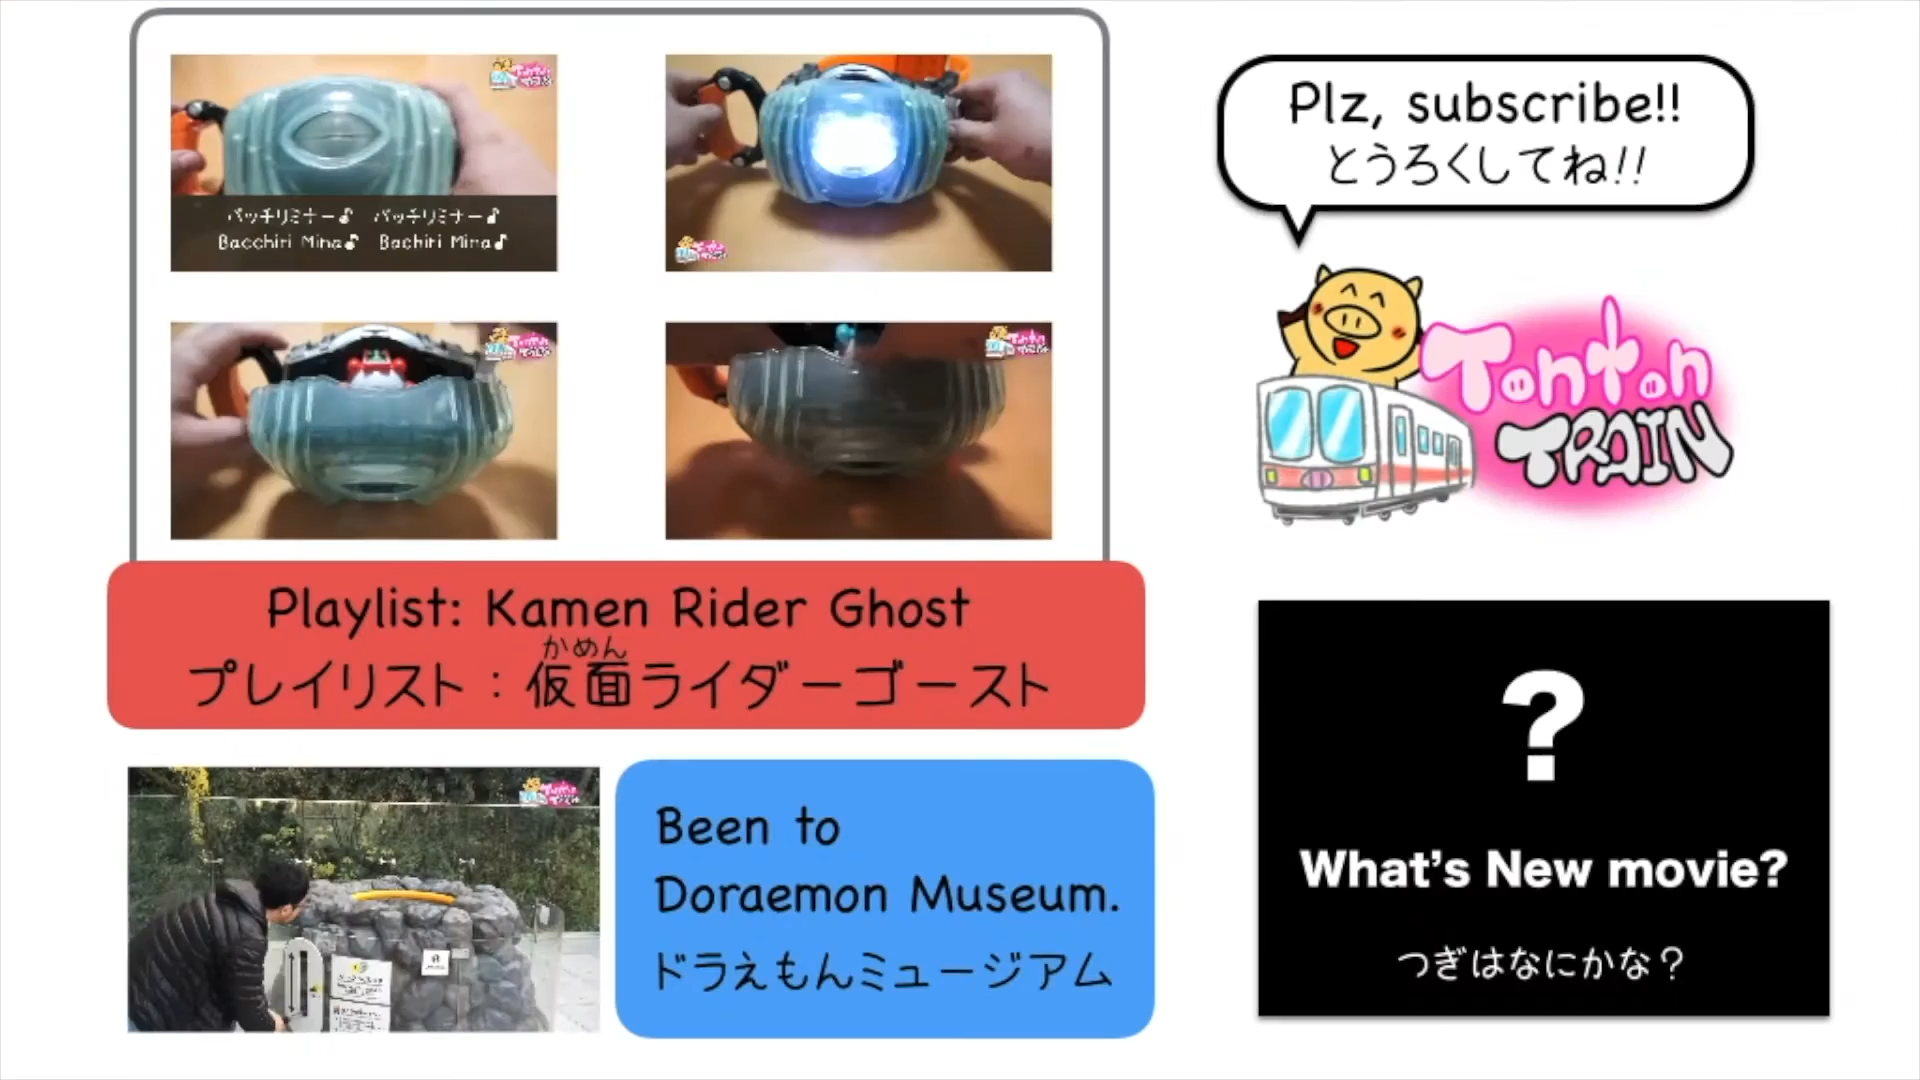 バッチリミナー♪ バッチリミナー♪
Bacchiri Mina♪ Bachiri Mina♪
Playlist: Kamen Rider Ghost
かめん
プレイリスト：仮面ライダーゴースト
Been to
Doraemon Museum.
ドラえもんミュージアム
Plz, subscribe!!
とうろくしてね!!
Tonton
TRAIN
?
What's New movie?
つぎはなにかな？